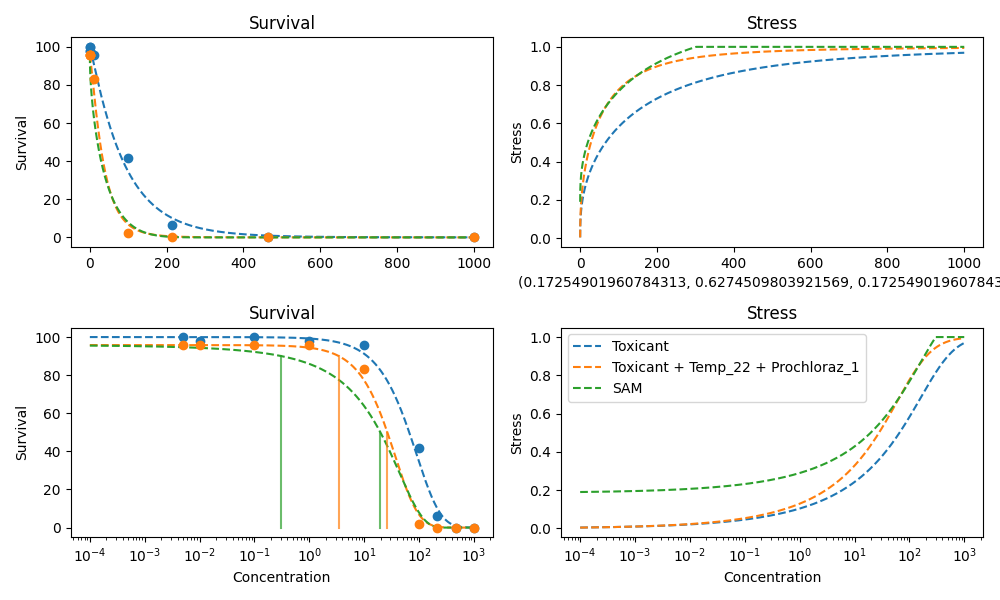 Survival
Stress
Survival
100
80
60
40
20
0
0 200 400 600 800 1000
Stress
1.0
0.8
0.6
0.4
0.2
0.0
0 200 400 600 800 1000
(0.17254901960784313, 0.6274509803921569, 0.172549019607843
Survival
Stress
Survival
100
80
60
40
20
0
10⁻⁴ 10⁻³ 10⁻² 10⁻¹ 10⁰ 10¹ 10² 10³
Concentration
Stress
1.0
0.8
0.6
0.4
0.2
0.0
Toxicant
Toxicant + Temp_22 + Prochloraz_1
SAM
10⁻⁴ 10⁻³ 10⁻² 10⁻¹ 10⁰ 10¹ 10² 10³
Concentration